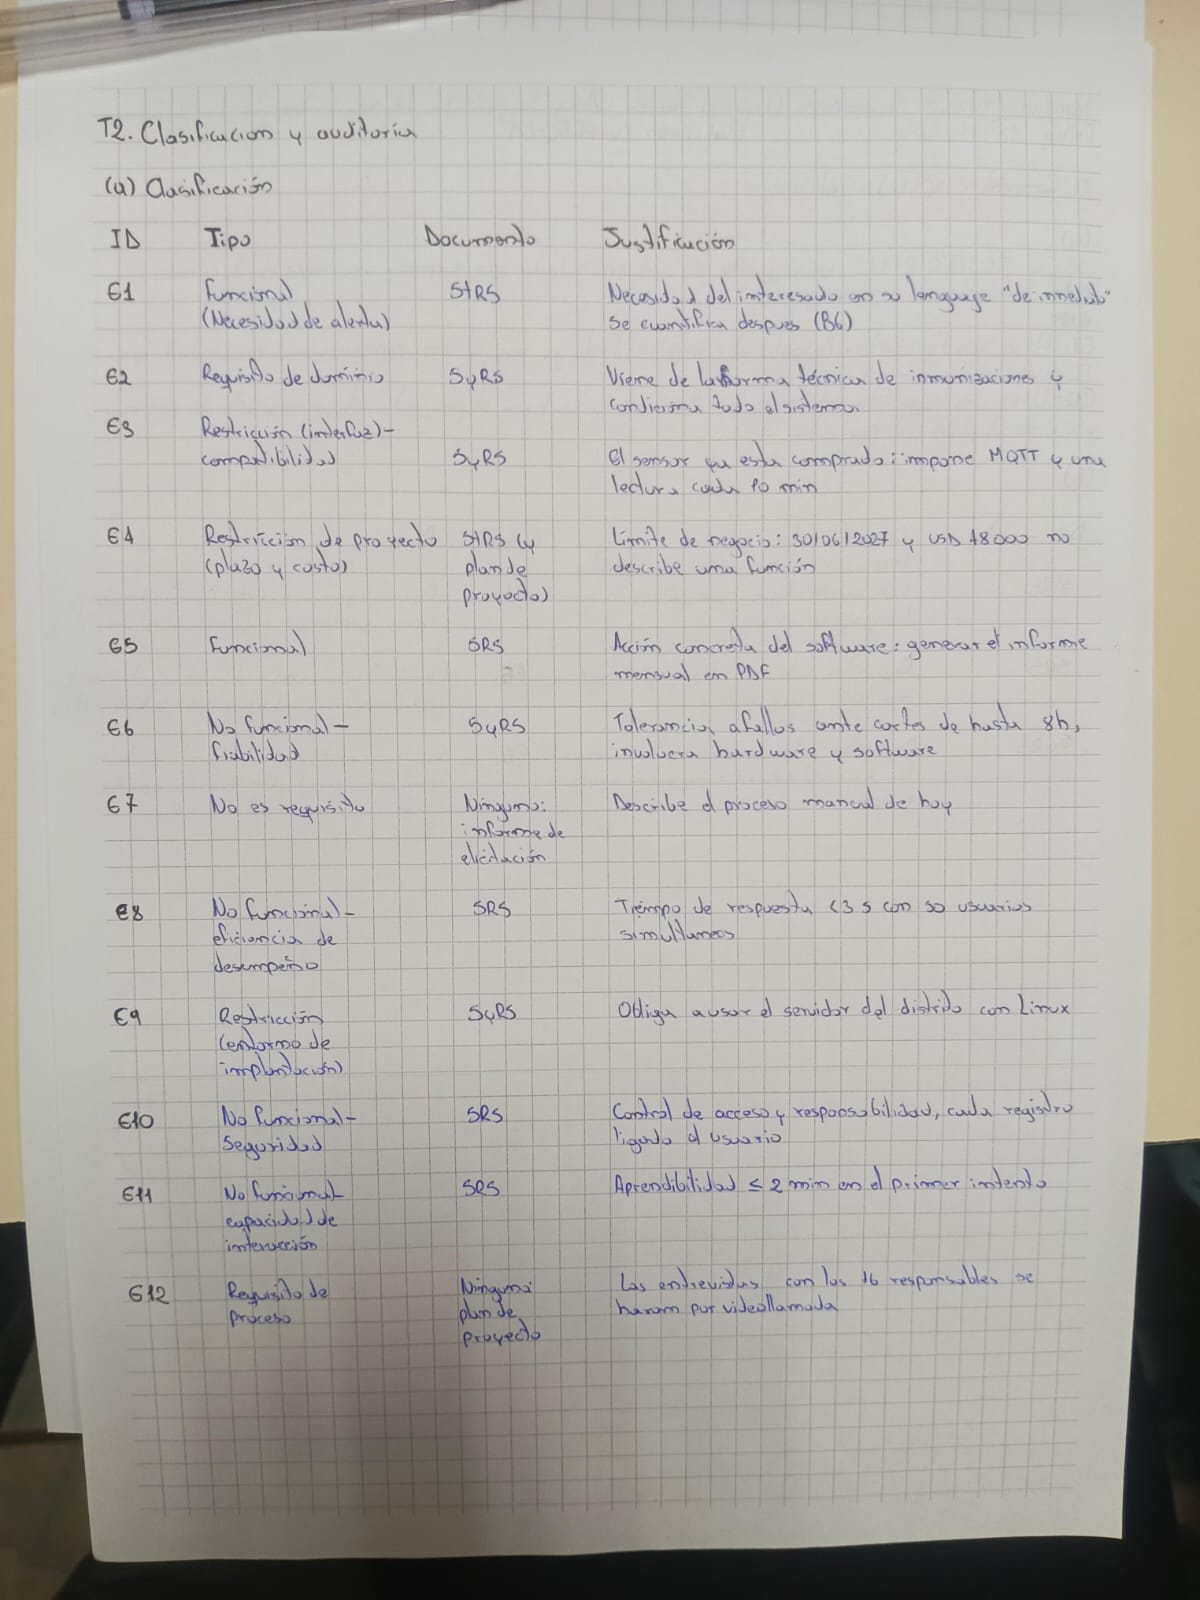 T2. Clasificación y auditoría
(a) Clasificación
ID Tipo Documento Justificación
E1 Funcional StRS Necesidad del interesado en su lenguaje "de inmediato"
(Necesidad de alerta) se cuantifica despues (B6)
E2 Requisito de dominio SyRS Viene de la norma técnica de inmunizaciones y
condiciona todo el sistema
E3 Restricción (interfaz)-
compatibilidad SyRS El sensor ya esta comprado: impone MQTT y una
lectura cada 10 min
E4 Restricción de proyecto StRS (y Límite de negocio: 30/06/2027 y USD 18000 no
(plazo y costo) plan de describe una función
proyecto)
E5 Funcional SRS Acción concreta del software: generar el informe
mensual en PDF
E6 No funcional - SyRS Tolerancia a fallos ante cortes de hasta 8h,
fiabilidad involucra hardware y software
E7 No es requisito Ninguno: Describe el proceso manual de hoy
informe de
elicitación
E8 No funcional - SRS Tiempo de respuesta <3 s con 50 usuarios
eficiencia de simultaneos
desempeño
E9 Restricción SyRS Obliga a usar el servidor del distrito con Linux
(entorno de
implantación)
E10 No funcional - SRS Control de acceso y responsabilidad, cada registro
Seguridad ligado al usuario
E11 No funcional- SRS Aprendibilidad ≤ 2 min en el primer intento
capacidad de
interacción
E12 Requisito de Ninguno: Las entrevistas con los 16 responsables se
proceso plan de haran por videollamada
proyecto